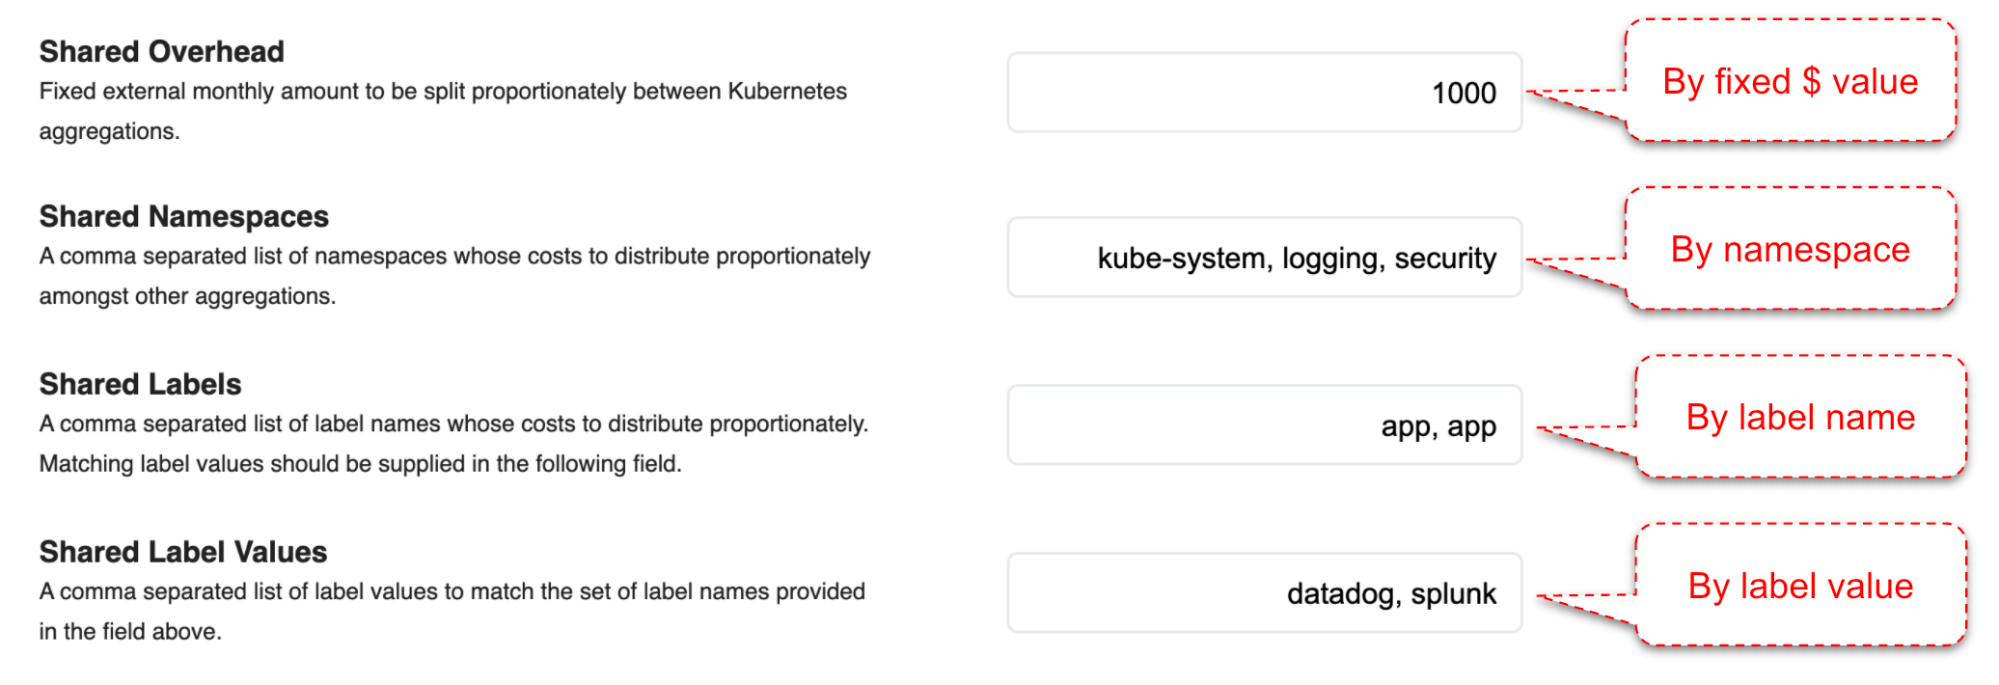 Shared Overhead
Fixed external monthly amount to be split proportionately between Kubernetes
aggregations.
1000
By fixed $ value
Shared Namespaces
A comma separated list of namespaces whose costs to distribute proportionately
amongst other aggregations.
kube-system, logging, security
By namespace
Shared Labels
A comma separated list of label names whose costs to distribute proportionately.
Matching label values should be supplied in the following field.
app, app
By label name
Shared Label Values
A comma separated list of label values to match the set of label names provided
in the field above.
datadog, splunk
By label value